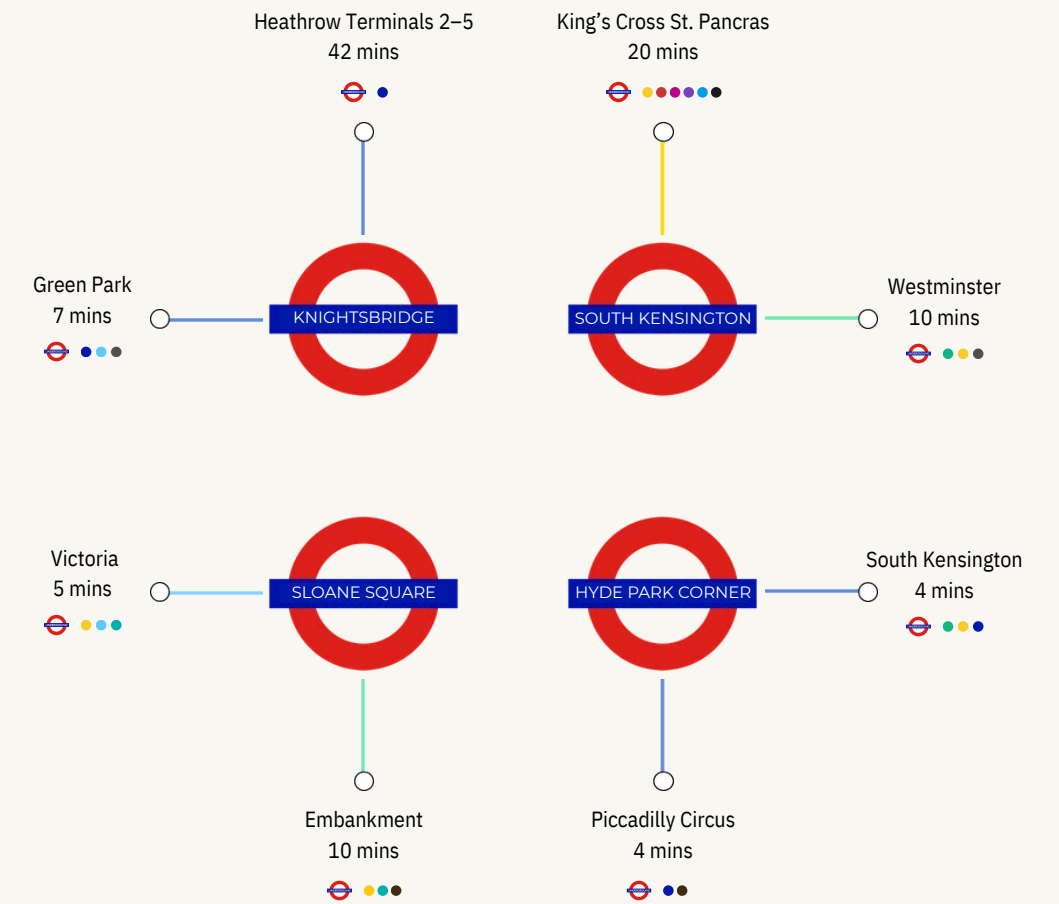 Heathrow Terminals 2–5
42 mins
King’s Cross St. Pancras
20 mins
Green Park
7 mins
KNIGHTSBRIDGE
SOUTH KENSINGTON
Westminster
10 mins
Victoria
5 mins
SLOANE SQUARE
HYDE PARK CORNER
South Kensington
4 mins
Embankment
10 mins
Piccadilly Circus
4 mins